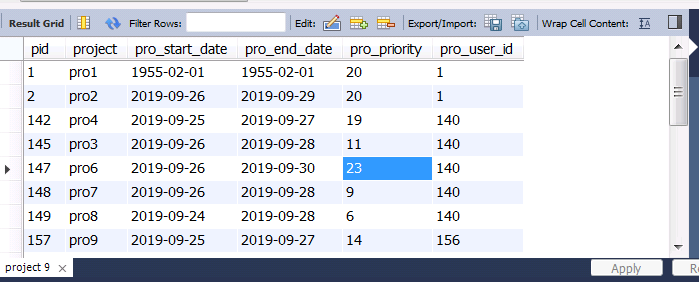 Result Grid Filter Rows: Edit: Export/Import: Wrap Cell Content: IA
pid project pro_start_date pro_end_date pro_priority pro_user_id
1 pro1 1955-02-01 1955-02-01 20 1
2 pro2 2019-09-26 2019-09-29 20 1
142 pro4 2019-09-25 2019-09-27 19 140
145 pro3 2019-09-26 2019-09-28 11 140
147 pro6 2019-09-26 2019-09-30 23 140
148 pro7 2019-09-26 2019-09-28 9 140
149 pro8 2019-09-24 2019-09-28 6 140
157 pro9 2019-09-25 2019-09-27 14 156
project 9 × Apply Re